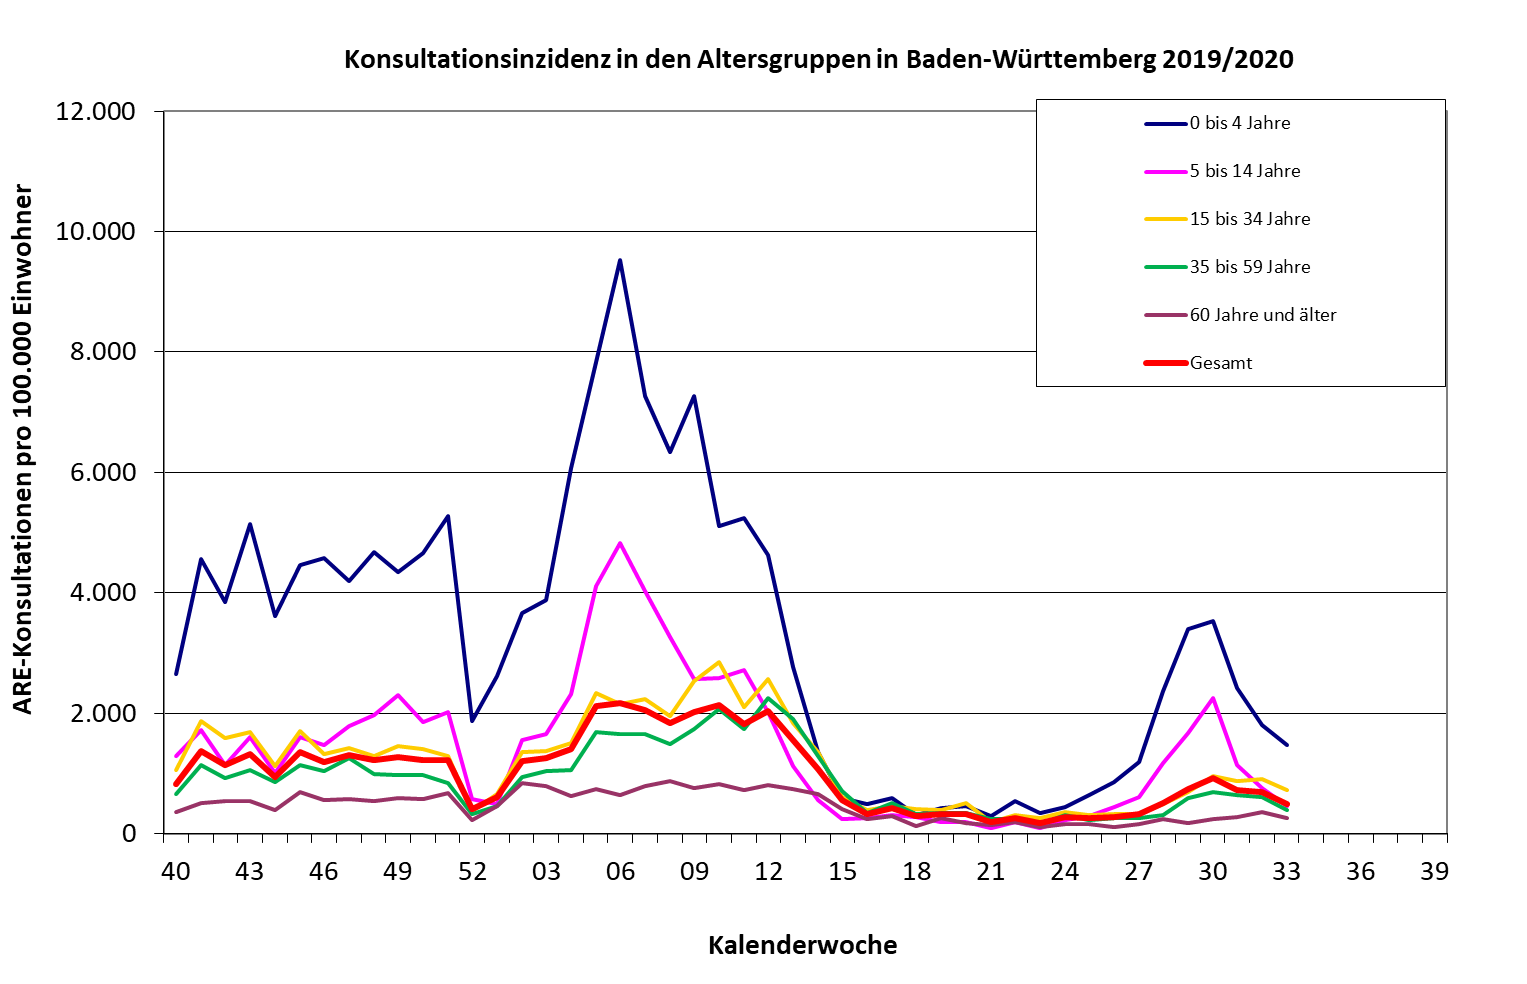 Konsultationsinzidenz in den Altersgruppen in Baden-Württemberg 2019/2020
ARE-Konsultationen pro 100.000 Einwohner
12.000
10.000
8.000
6.000
4.000
2.000
0
0 bis 4 Jahre
5 bis 14 Jahre
15 bis 34 Jahre
35 bis 59 Jahre
60 Jahre und älter
Gesamt
40 43 46 49 52 03 06 09 12 15 18 21 24 27 30 33 36 39
Kalenderwoche